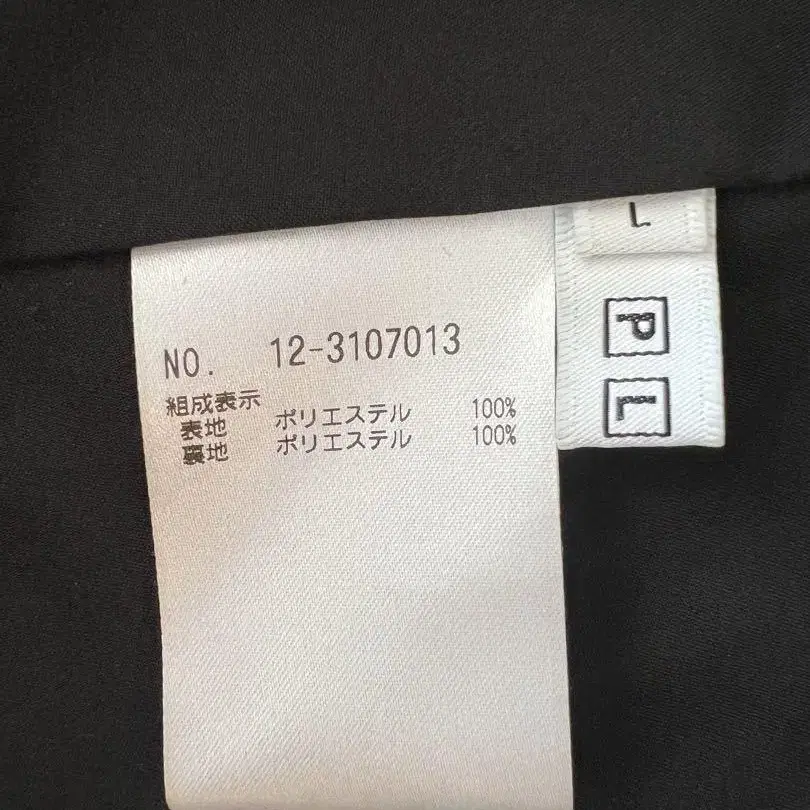 NO. 12-3107013
組成表示
表地 ポリエステル 100%
裏地 ポリエステル 100%
P
L